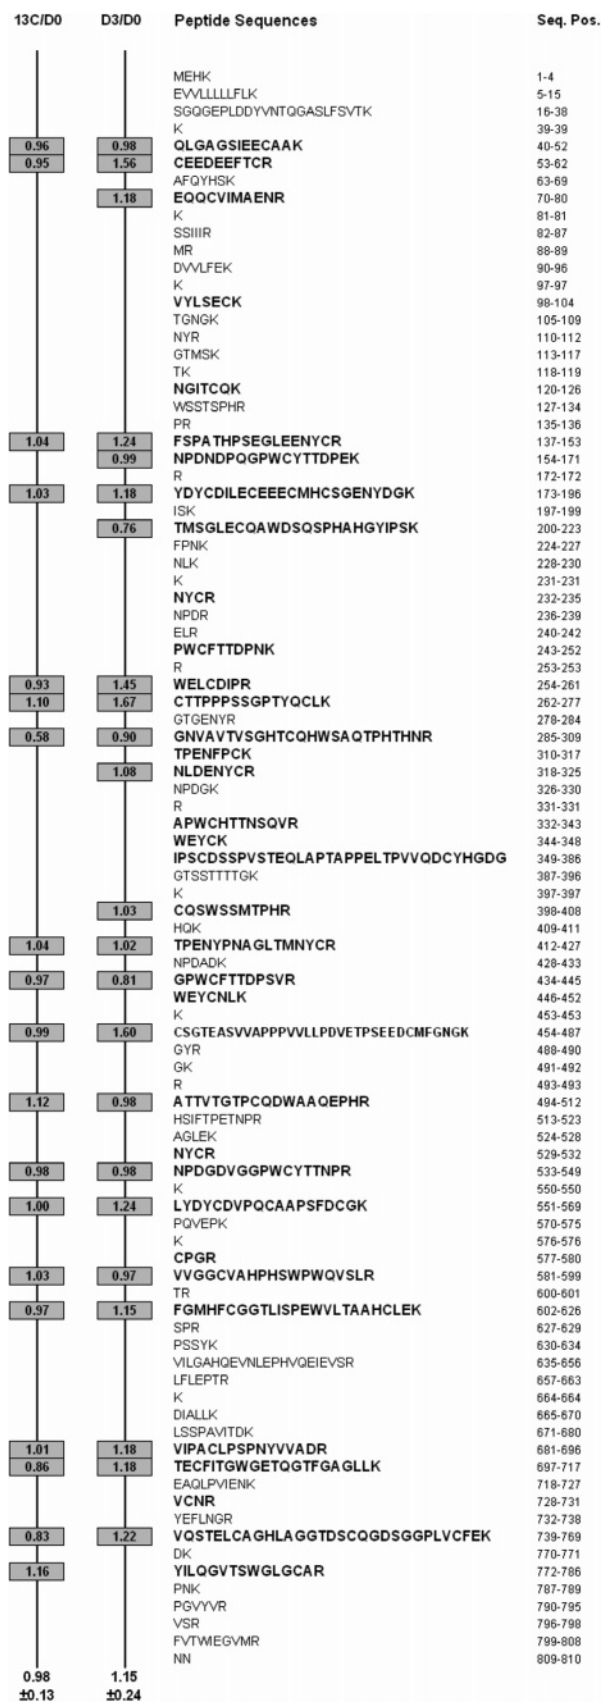 13C/D0 D3/D0 Peptide Sequences Seq. Pos.
MEHK 1-4
EVVLLLLLFLK 5-15
SGQGEPLDDYVNTQGASLFSVTK 16-38
K 39-39
0.96 0.98 QLGAGSIEECAAK 40-52
0.95 1.56 CEEDEEFTCR 53-62
AFQYHSK 63-69
1.18 EQQCVIMAENR 70-80
K 81-81
SSIIIR 82-87
MR 88-89
DVVLFEK 90-96
K 97-97
VYLSECK 98-104
TGNGK 105-109
NYR 110-112
GTMSK 113-117
TK 118-119
NGITCQK 120-126
WSSTSPHR 127-134
PR 135-136
1.04 1.24 FSPATHPSEGLEENYCR 137-153
0.99 NPDNDPQGPWCYTTDPEK 154-171
R 172-172
1.03 1.18 YDYCDILECEEECMHCSGENYDGK 173-196
ISK 197-199
0.76 TMSGLECQAWDSQSPHAHGYIPSK 200-223
FPNK 224-227
NLK 228-230
K 231-231
NYCR 232-235
NPDR 236-239
ELR 240-242
PWCFTTDPNK 243-252
R 253-253
0.93 1.45 WELCDIPR 254-261
1.10 1.67 CTTPPPSSGPTYQCLK 262-277
GTGENYR 278-284
0.58 0.90 GNVAVTVSGHTCQHWSAQTPHTHNR 285-309
TPENFPCK 310-317
1.08 NLDENYCR 318-325
NPDGK 326-330
R 331-331
APWCHTTNSQVR 332-343
WEYCK 344-348
IPSCDSSPVSTEQLAPTAPPELTPVVQDCYHGDG 349-386
GTSSTTTTGK 387-396
K 397-397
1.03 CQSWSSMTPHR 398-408
HQK 409-411
1.04 1.02 TPENYPNAGLTMNYCR 412-427
NPDADK 428-433
0.97 0.81 GPWCFTTDPSVR 434-445
WEYCNLK 446-452
K 453-453
0.99 1.60 CSGTEASVVAPPPVVLLPDVETPSEEDCMFGNGK 454-487
GYR 488-490
GK 491-492
R 493-493
1.12 0.98 ATTVTGTPCQDWAAQEPHR 494-512
HSIFTPETNPR 513-523
AGLEK 524-528
NYCR 529-532
0.98 0.98 NPDGDVGGPWCYTTNPR 533-549
K 550-550
1.00 1.24 LYDYCDVPQCAAPSFDCGK 551-569
PQVEPK 570-575
K 576-576
CPGR 577-580
1.03 0.97 VVGGCVAHPHSWPWQVSLR 581-599
TR 600-601
0.97 1.15 FGMHFCGGTLISPEWVLTAAHCLEK 602-626
SPR 627-629
PSSYK 630-634
VILGAHQEVNLEPHVQEIEVSR 635-656
LFLEPTR 657-663
K 664-664
DIALLK 665-670
LSSPAVITDK 671-680
1.01 1.18 VIPACLPSPNYVVADR 681-696
0.86 1.18 TECFITGWGETQGTFGAGLLK 697-717
EAQLPVIENK 718-727
VCNR 728-731
YEFLNGR 732-738
0.83 1.22 VQSTELCAGHLAGGTDSCQGDSGGPLVCFEK 739-769
DK 770-771
1.16 YILQGVTSWGLGCAR 772-786
PNK 787-789
PGVYVR 790-795
VSR 796-798
FVTWIEGVMR 799-808
NN 809-810
0.98 1.15
±0.13 ±0.24